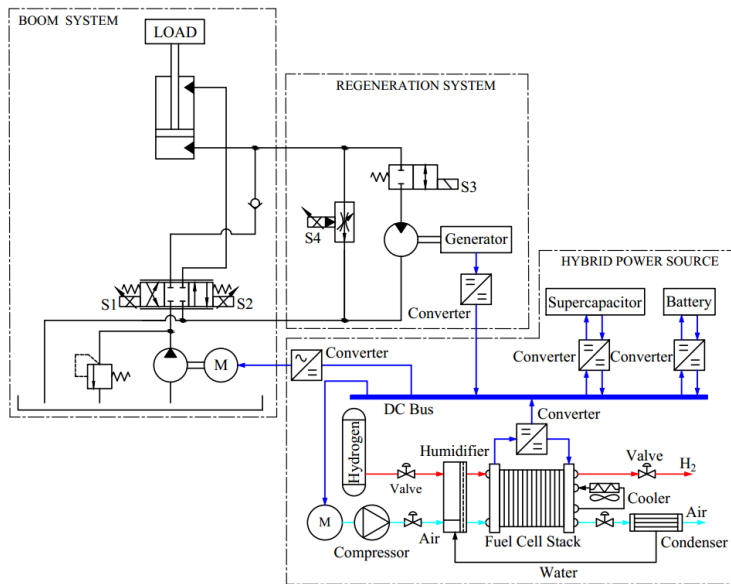 BOOM SYSTEM
LOAD
REGENERATION SYSTEM
S3
S4
Generator
HYBRID POWER SOURCE
S1
S2
Converter
Supercapacitor
Battery
Converter
Converter
Converter
M
DC Bus
Converter
Hydrogen
Humidifier
Valve
H2
Valve
Cooler
M
Air
Air
Compressor
Fuel Cell Stack
Condenser
Water